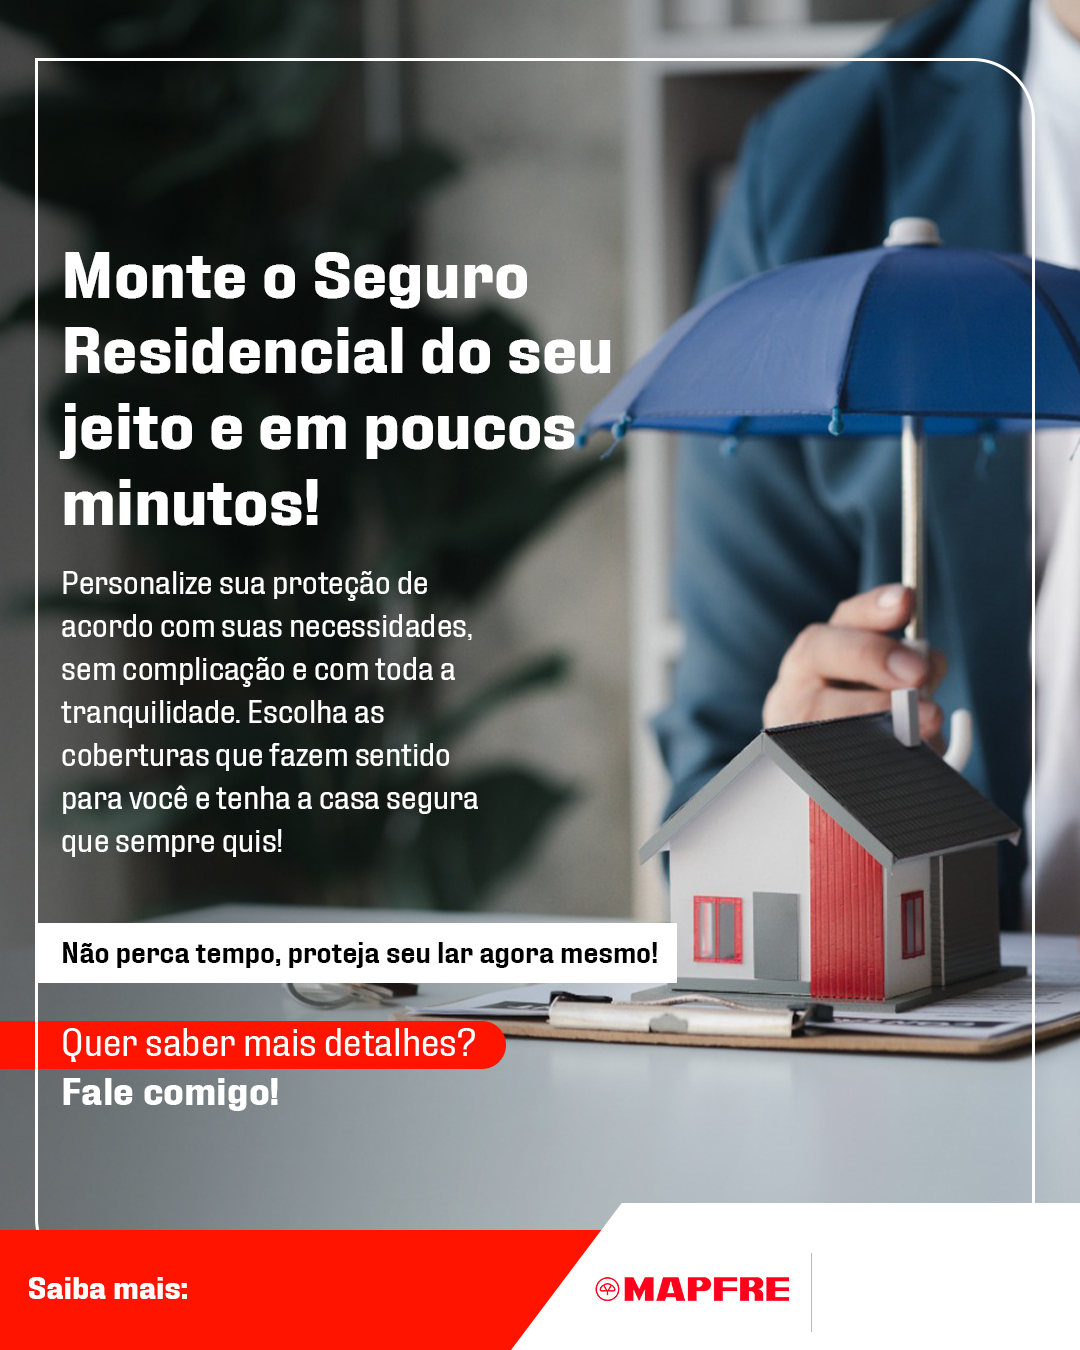 Monte o Seguro
Residencial do seu
jeito e em poucos
minutos!
Personalize sua proteção de
acordo com suas necessidades,
sem complicação e com toda a
tranquilidade. Escolha as
coberturas que fazem sentido
para você e tenha a casa segura
que sempre quis!
Não perca tempo, proteja seu lar agora mesmo!
Quer saber mais detalhes?
Fale comigo!
Saiba mais:
MAPFRE